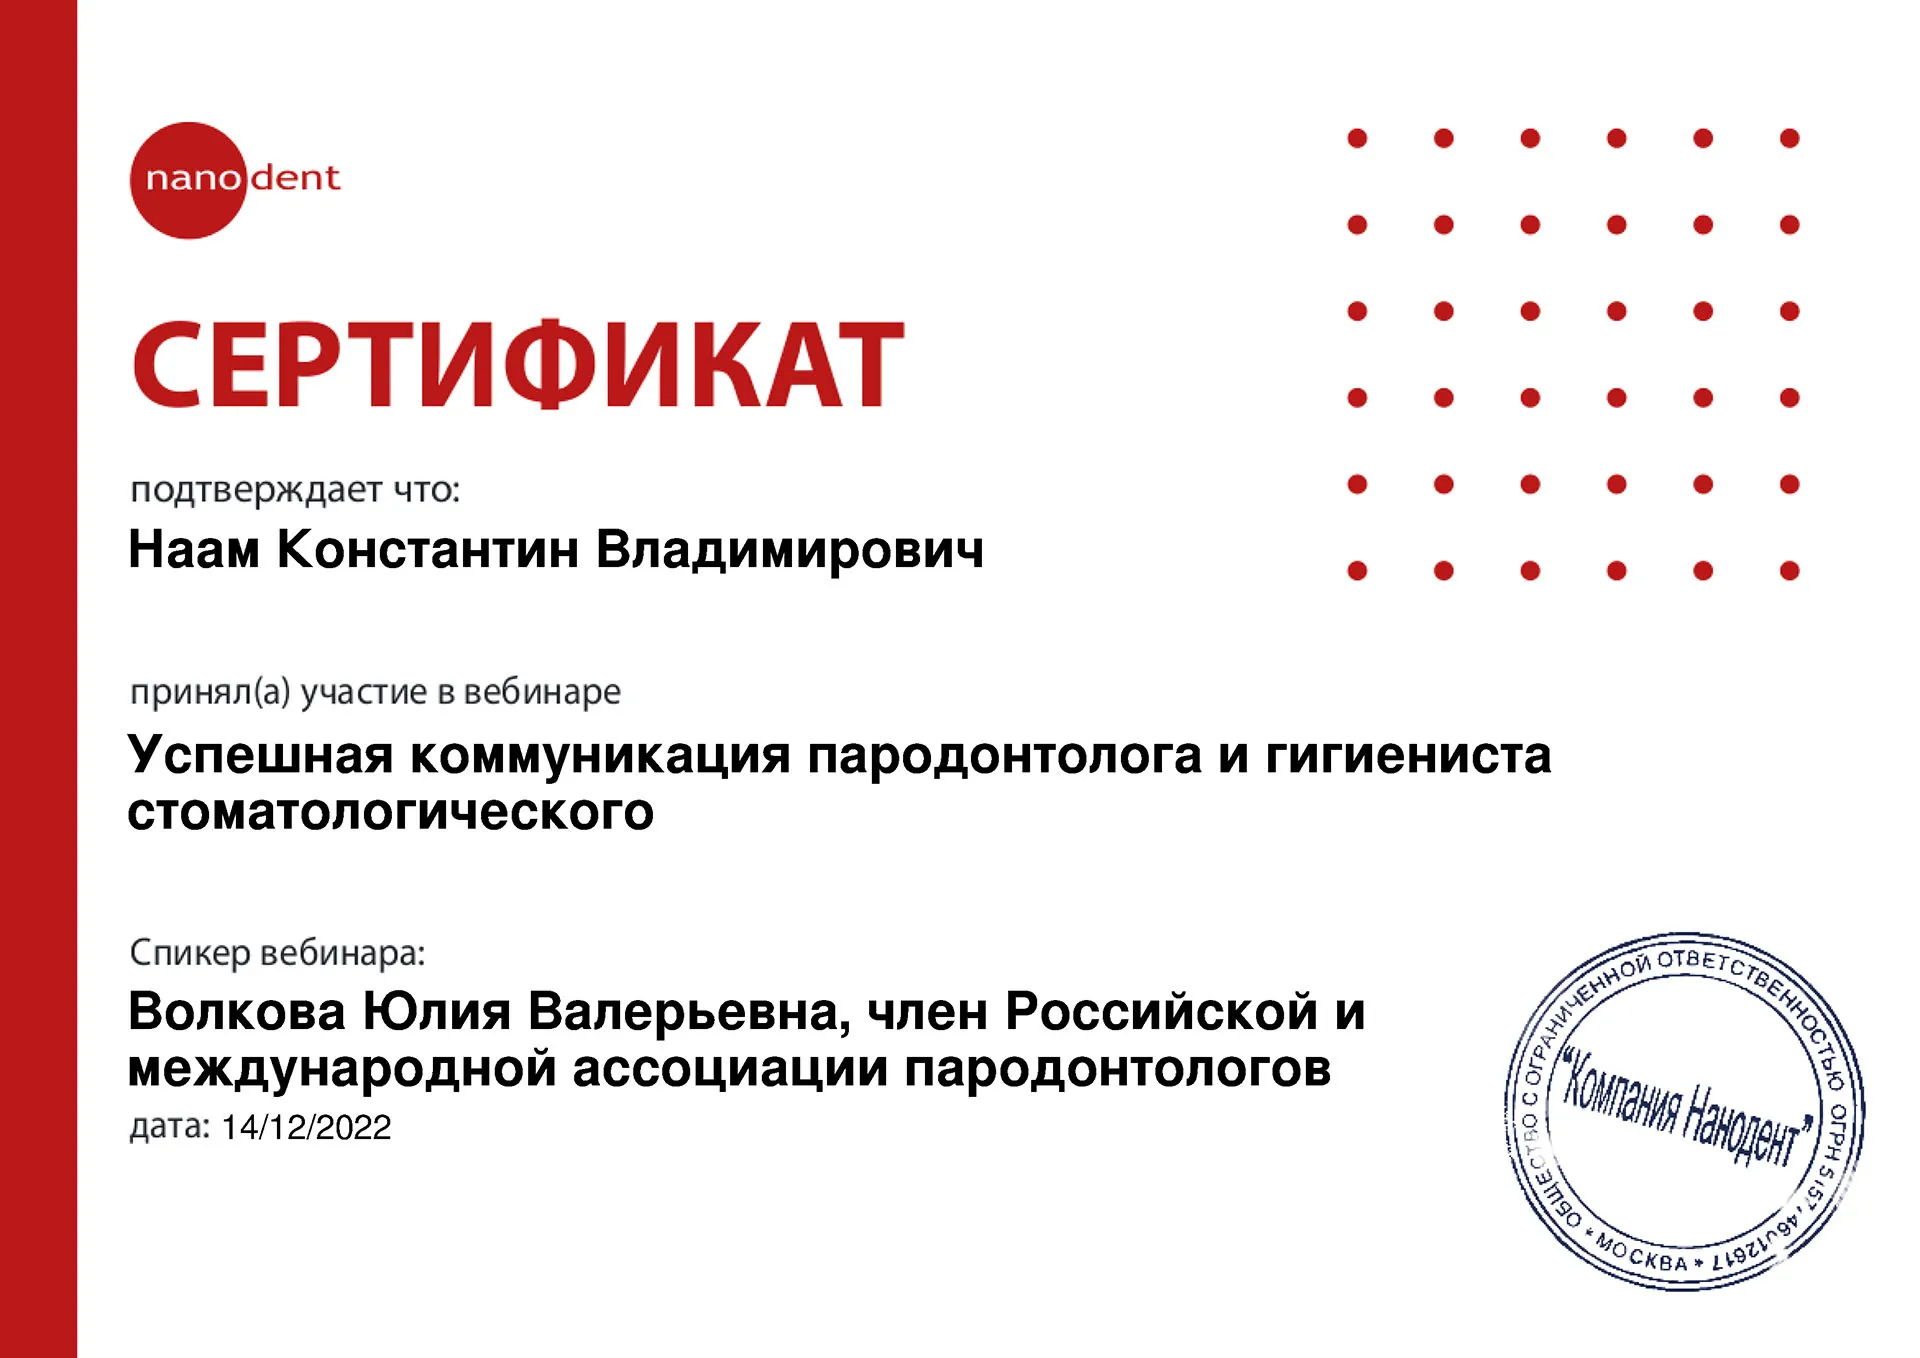 nanodent
СЕРТИФИКАТ
подтверждает что:
Наам Константин Владимирович
принял(а) участие в вебинаре
Успешная коммуникация пародонтолога и гигиениста
стоматологического
Спикер вебинара:
Волкова Юлия Валерьевна, член Российской и
международной ассоциации пародонтологов
дата: 14/12/2022
ОБЩЕСТВО С ОГРАНИЧЕННОЙ ОТВЕТСТВЕННОСТЬЮ ОГРН
* МОСКВА *
"Компания Нанодент"